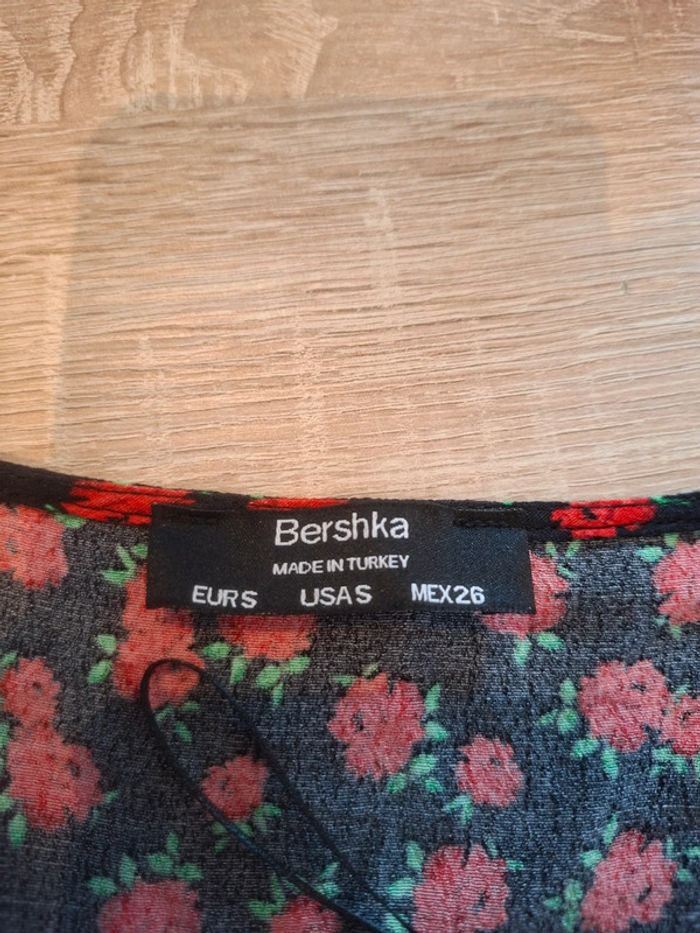 Bershka
MADE IN TURKEY
EUR S USA S MEX 26